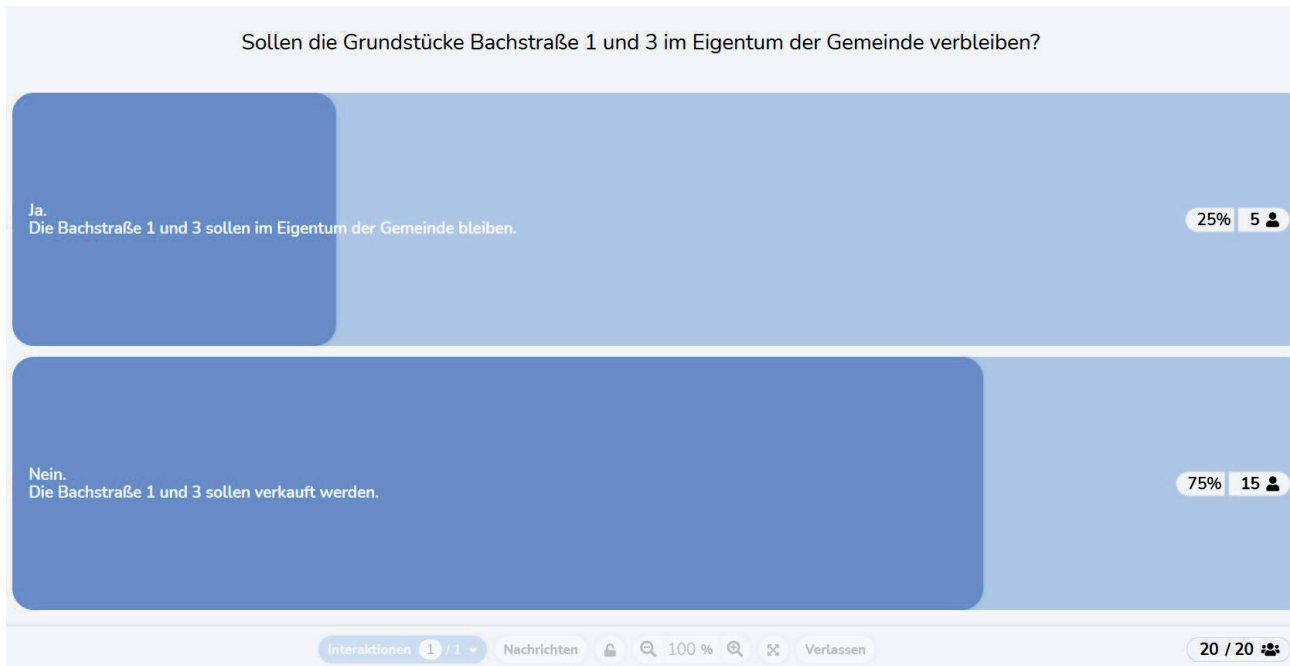 Sollen die Grundstücke Bachstraße 1 und 3 im Eigentum der Gemeinde verbleiben?
Ja.
Die Bachstraße 1 und 3 sollen im Eigentum der Gemeinde bleiben.
25% 5
Nein.
Die Bachstraße 1 und 3 sollen verkauft werden.
75% 15
Interaktionen 1 / 1 Nachrichten 100 % Verlassen 20 / 20